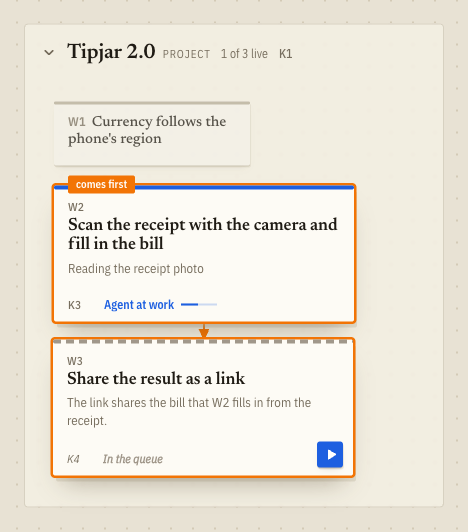 Tipjar 2.0 PROJECT 1 of 3 live K1
W1 Currency follows the
phone's region
comes first
W2
Scan the receipt with the camera and
fill in the bill
Reading the receipt photo
K3 Agent at work
W3
Share the result as a link
The link shares the bill that W2 fills in from the
receipt.
K4 In the queue